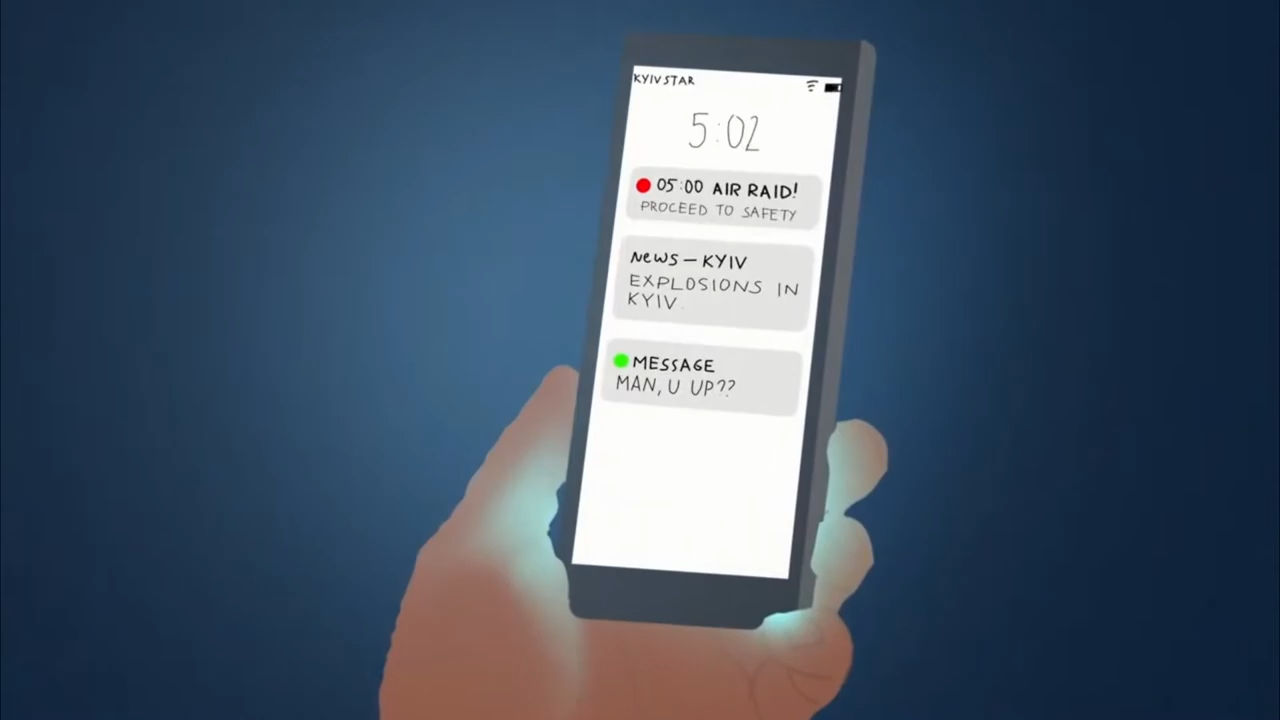 KYIVSTAR
5:02
05:00 AIR RAID!
PROCEED TO SAFETY
NEWS – KYIV
EXPLOSIONS IN
KYIV.
MESSAGE
MAN, U UP??